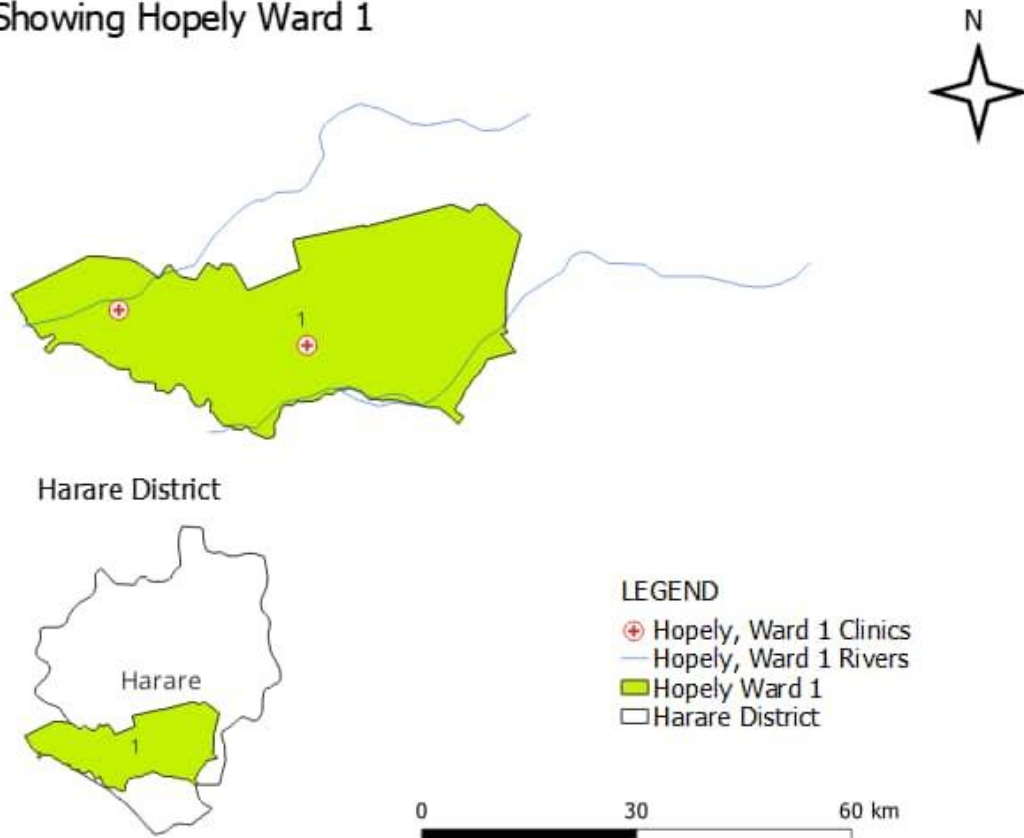 Showing Hopely Ward 1
N
1
Harare District
Harare
1
LEGEND
Hopely, Ward 1 Clinics
Hopely, Ward 1 Rivers
Hopely Ward 1
Harare District
0 30 60 km